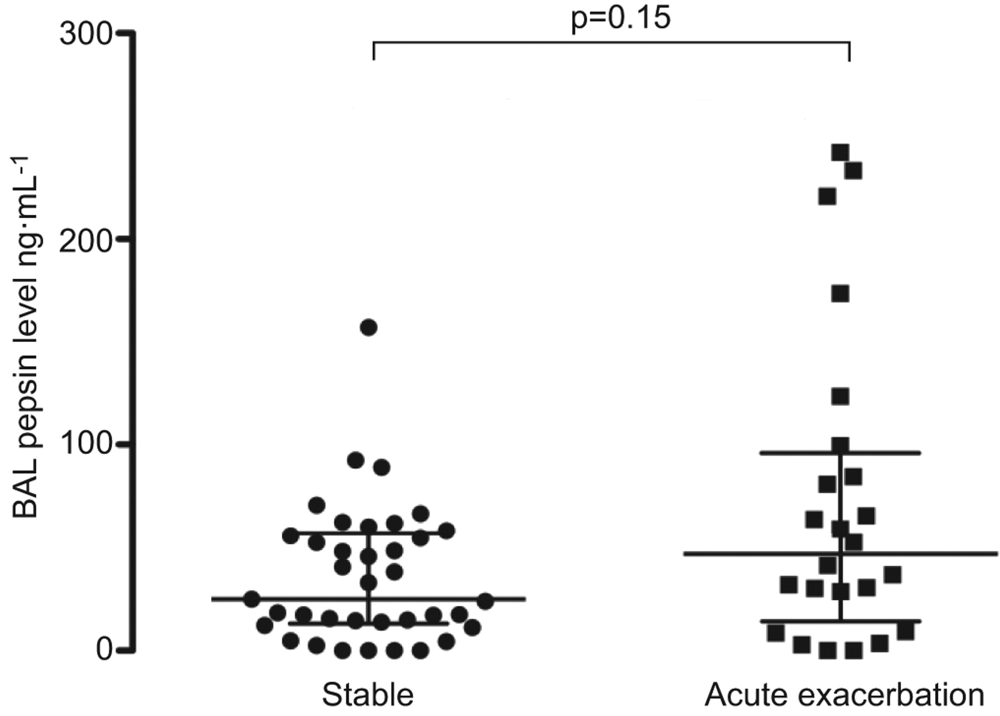 p=0.15
300
200
100
0
BAL pepsin level ng·mL⁻¹
Stable
Acute exacerbation